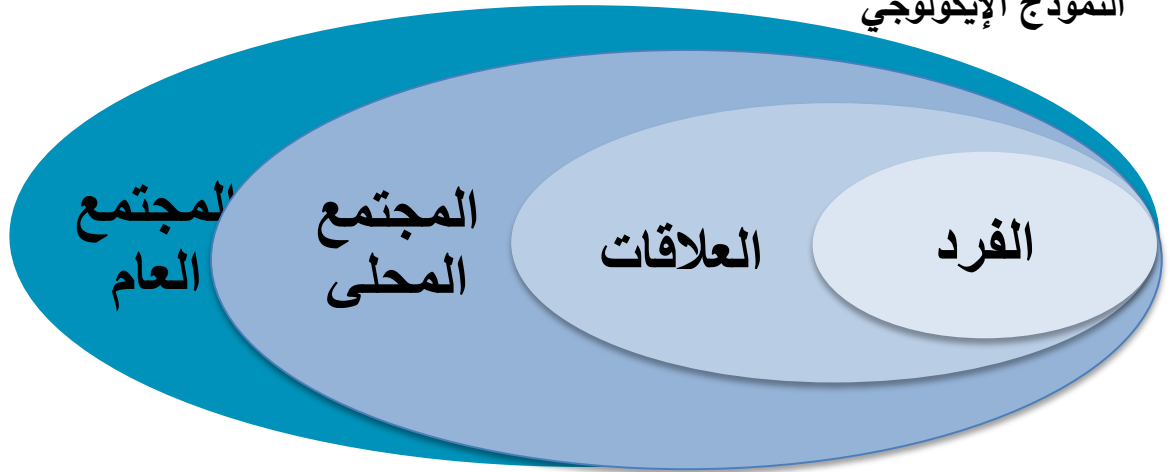 النموذج الإيكولوجي
الفرد
العلاقات
المجتمع
المحلى
المجتمع
العام